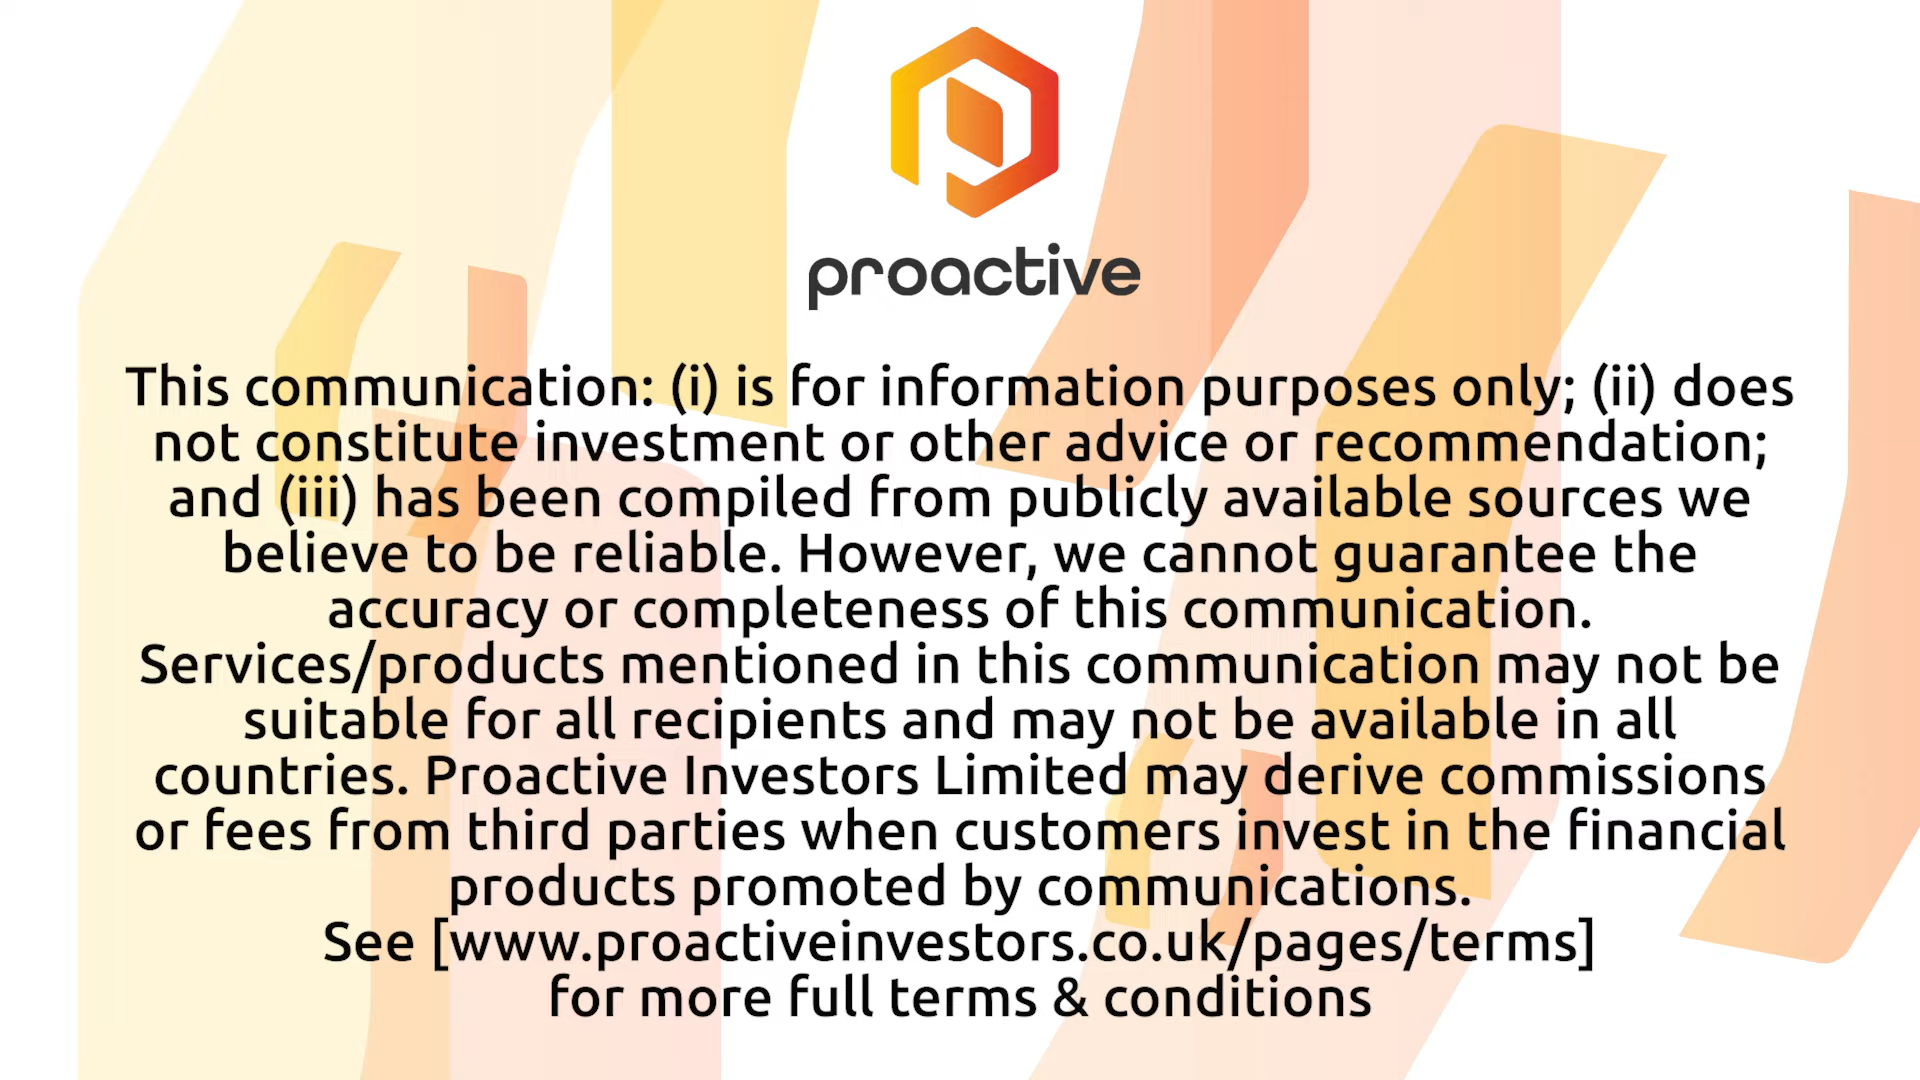 proactive
This communication: (i) is for information purposes only; (ii) does
not constitute investment or other advice or recommendation;
and (iii) has been compiled from publicly available sources we
believe to be reliable. However, we cannot guarantee the
accuracy or completeness of this communication.
Services/products mentioned in this communication may not be
suitable for all recipients and may not be available in all
countries. Proactive Investors Limited may derive commissions
or fees from third parties when customers invest in the financial
products promoted by communications.
See [www.proactiveinvestors.co.uk/pages/terms]
for more full terms & conditions